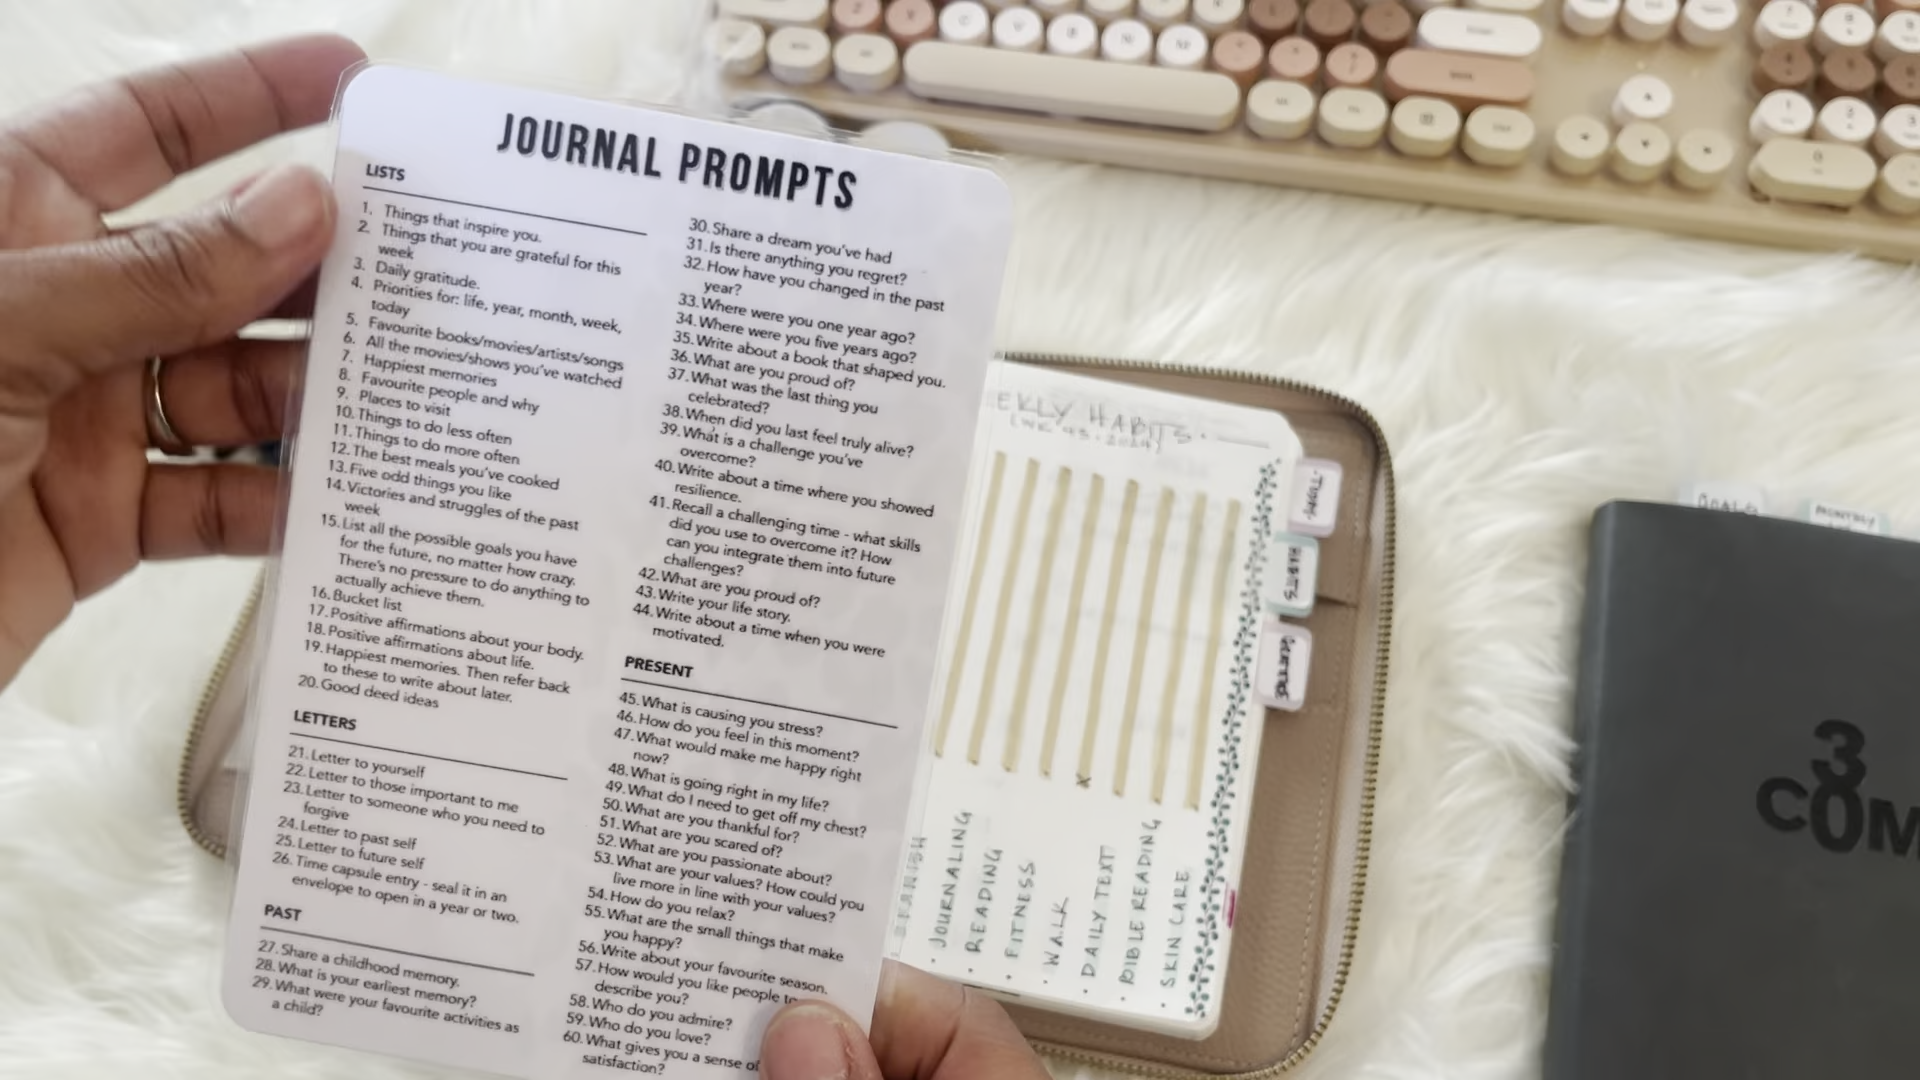 JOURNAL PROMPTS
LISTS
1. Things that inspire you.
2. Things that you are grateful for this
week
3. Daily gratitude.
4. Priorities for: life, year, month, week,
today
5. Favourite books/movies/artists/songs
6. All the movies/shows you've watched
7. Happiest memories
8. Favourite people and why
9. Places to visit
10. Things to do less often
11. Things to do more often
12. The best meals you've cooked
13. Five odd things you like
14. Victories and struggles of the past
week
15. List all the possible goals you have
for the future, no matter how crazy.
There's no pressure to do anything to
actually achieve them.
16. Bucket list
17. Positive affirmations about your body.
18. Positive affirmations about life.
19. Happiest memories. Then refer back
to these to write about later.
20. Good deed ideas
LETTERS
21. Letter to yourself
22. Letter to those important to me
23. Letter to someone who you need to
forgive
24. Letter to past self
25. Letter to future self
26. Time capsule entry - seal it in an
envelope to open in a year or two.
PAST
27. Share a childhood memory.
28. What is your earliest memory?
29. What were your favourite activities as
a child?
30. Share a dream you've had
31. Is there anything you regret?
32. How have you changed in the past
year?
33. Where were you one year ago?
34. Where were you five years ago?
35. Write about a book that shaped you.
36. What are you proud of?
37. What was the last thing you
celebrated?
38. When did you last feel truly alive?
39. What is a challenge you've
overcome?
40. Write about a time where you showed
resilience.
41. Recall a challenging time - what skills
did you use to overcome it? How
can you integrate them into future
challenges?
42. What are you proud of?
43. Write your life story.
44. Write about a time when you were
motivated.
PRESENT
45. What is causing you stress?
46. How do you feel in this moment?
47. What would make me happy right
now?
48. What is going right in my life?
49. What do I need to get off my chest?
50. What are you thankful for?
51. What are you scared of?
52. What are you passionate about?
53. What are your values? How could you
live more in line with your values?
54. How do you relax?
55. What are the small things that make
you happy?
56. Write about your favourite season.
57. How would you like people to
describe you?
58. Who do you admire?
59. Who do you love?
60. What gives you a sense of
satisfaction?
EKLY HABITS.
• JOURNALING
• READING
• FITNESS
• WALK
• DAILY TEXT
• BIBLE READING
• SKIN CARE
HABITS
GOALS
MONTHLY
3
COM